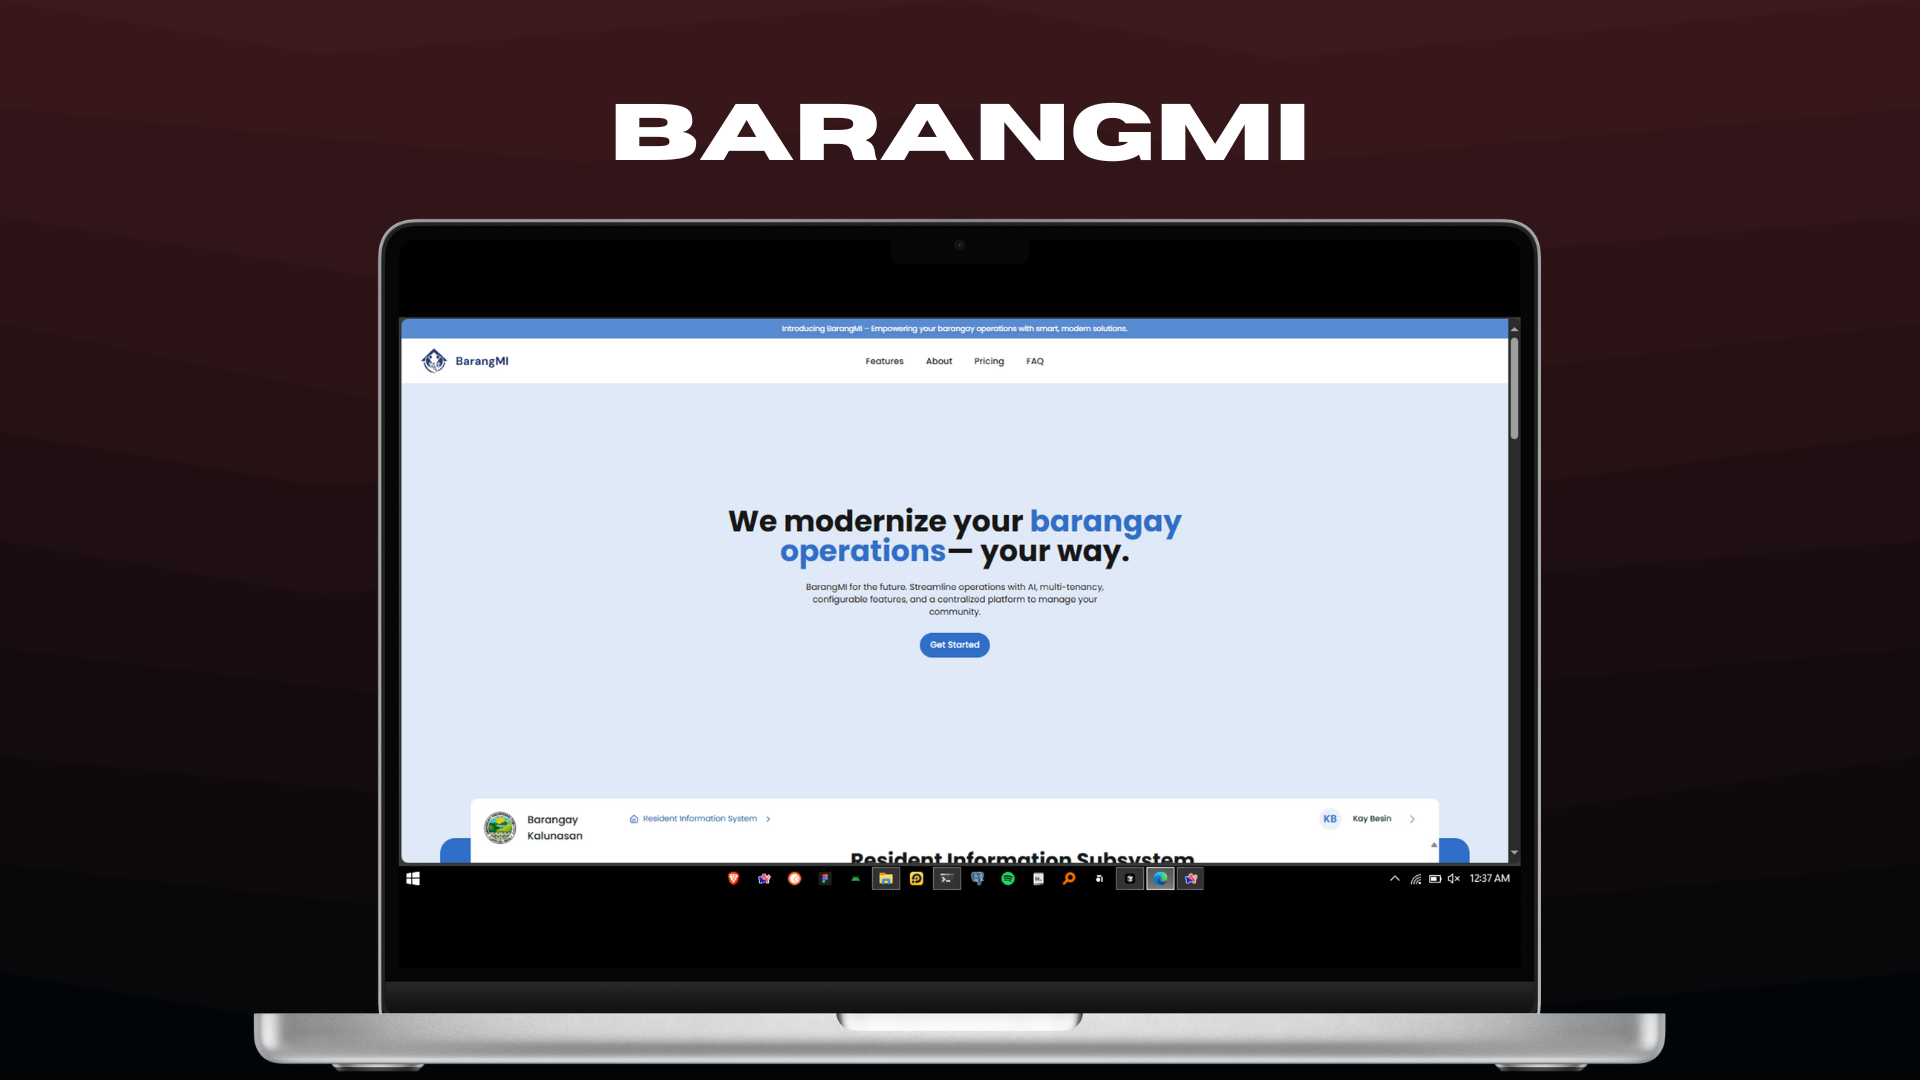 BARANGMI
Introducing BarangMI – Empowering your barangay operations with smart, modern solutions.
BarangMI
Features About Pricing FAQ
We modernize your barangay
operations— your way.
BarangMI for the future. Streamline operations with AI, multi-tenancy,
configurable features, and a centralized platform to manage your
community.
Get Started
Barangay
Kalunasan
Resident Information System
KB Kay Besin
Resident Information Subsystem
12:37 AM